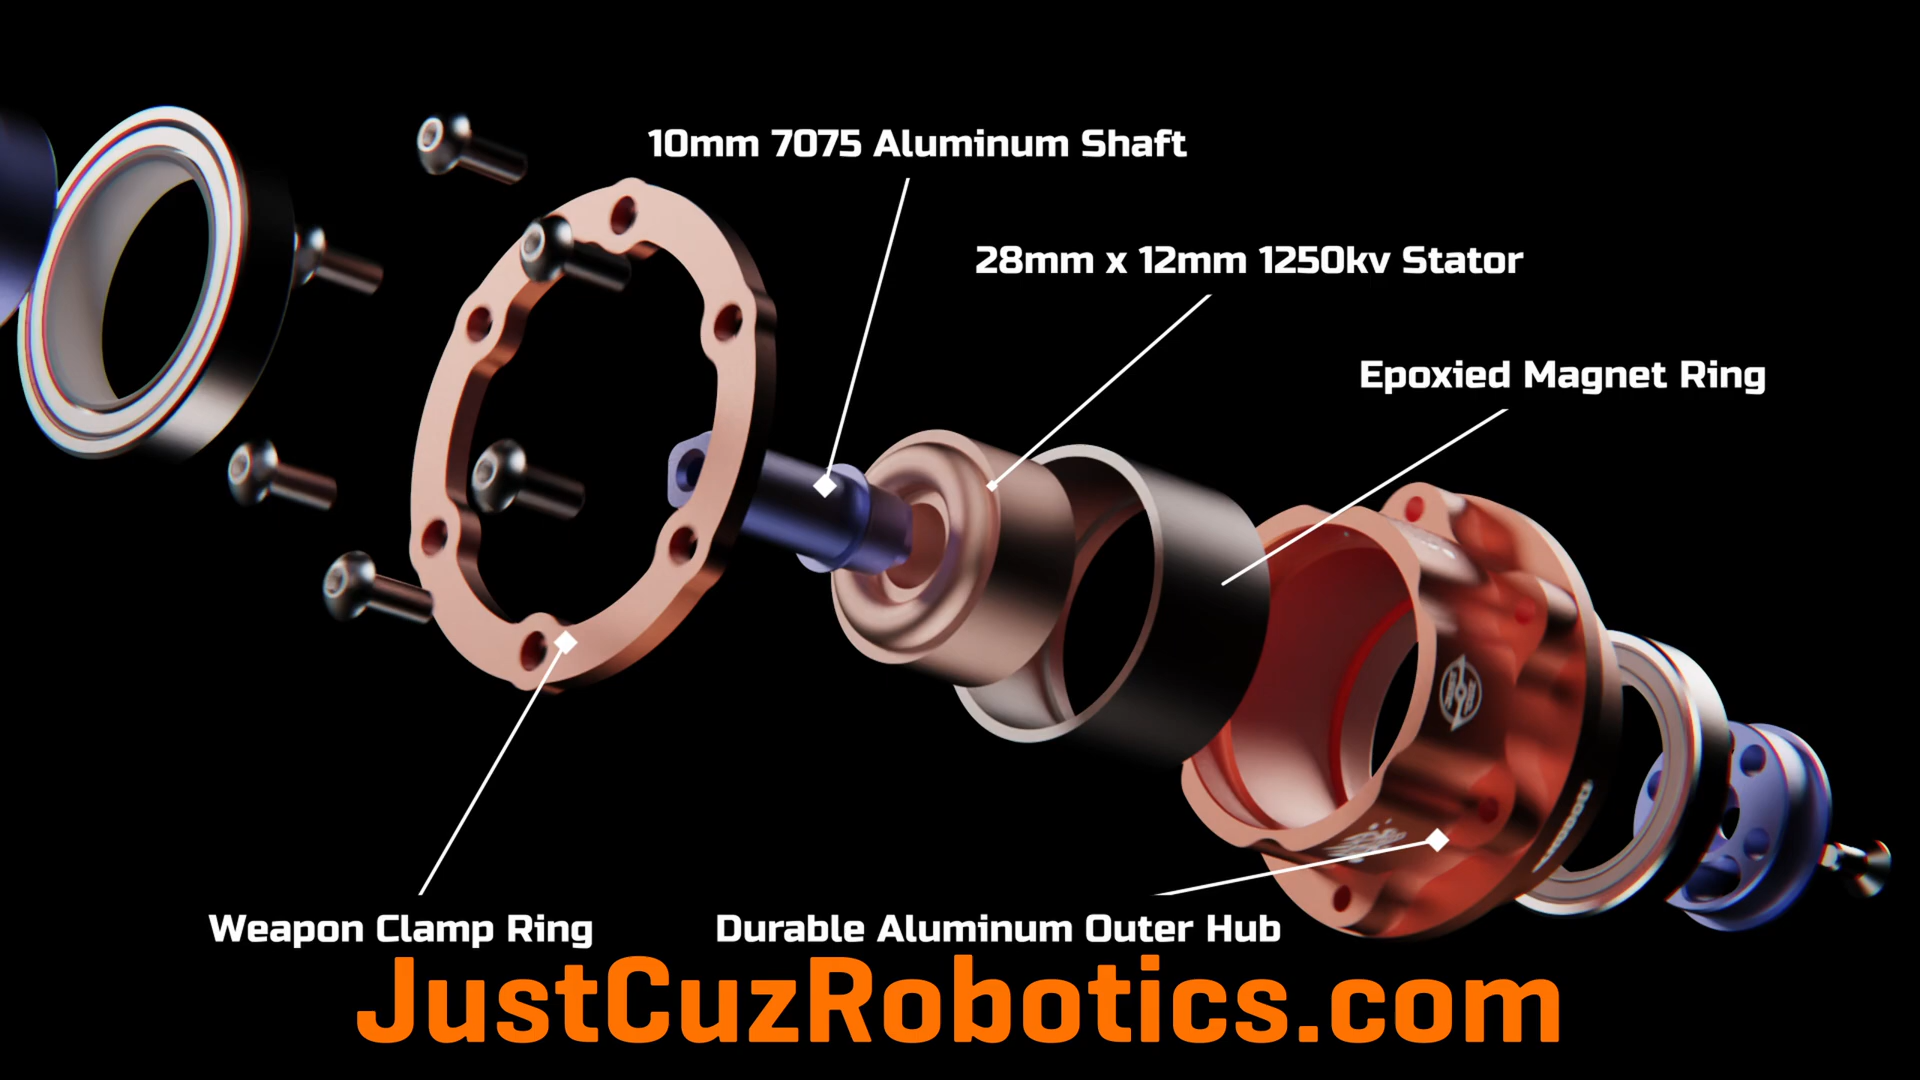 10mm 7075 Aluminum Shaft
28mm x 12mm 1250kv Stator
Epoxied Magnet Ring
Weapon Clamp Ring
Durable Aluminum Outer Hub
JustCuzRobotics.com